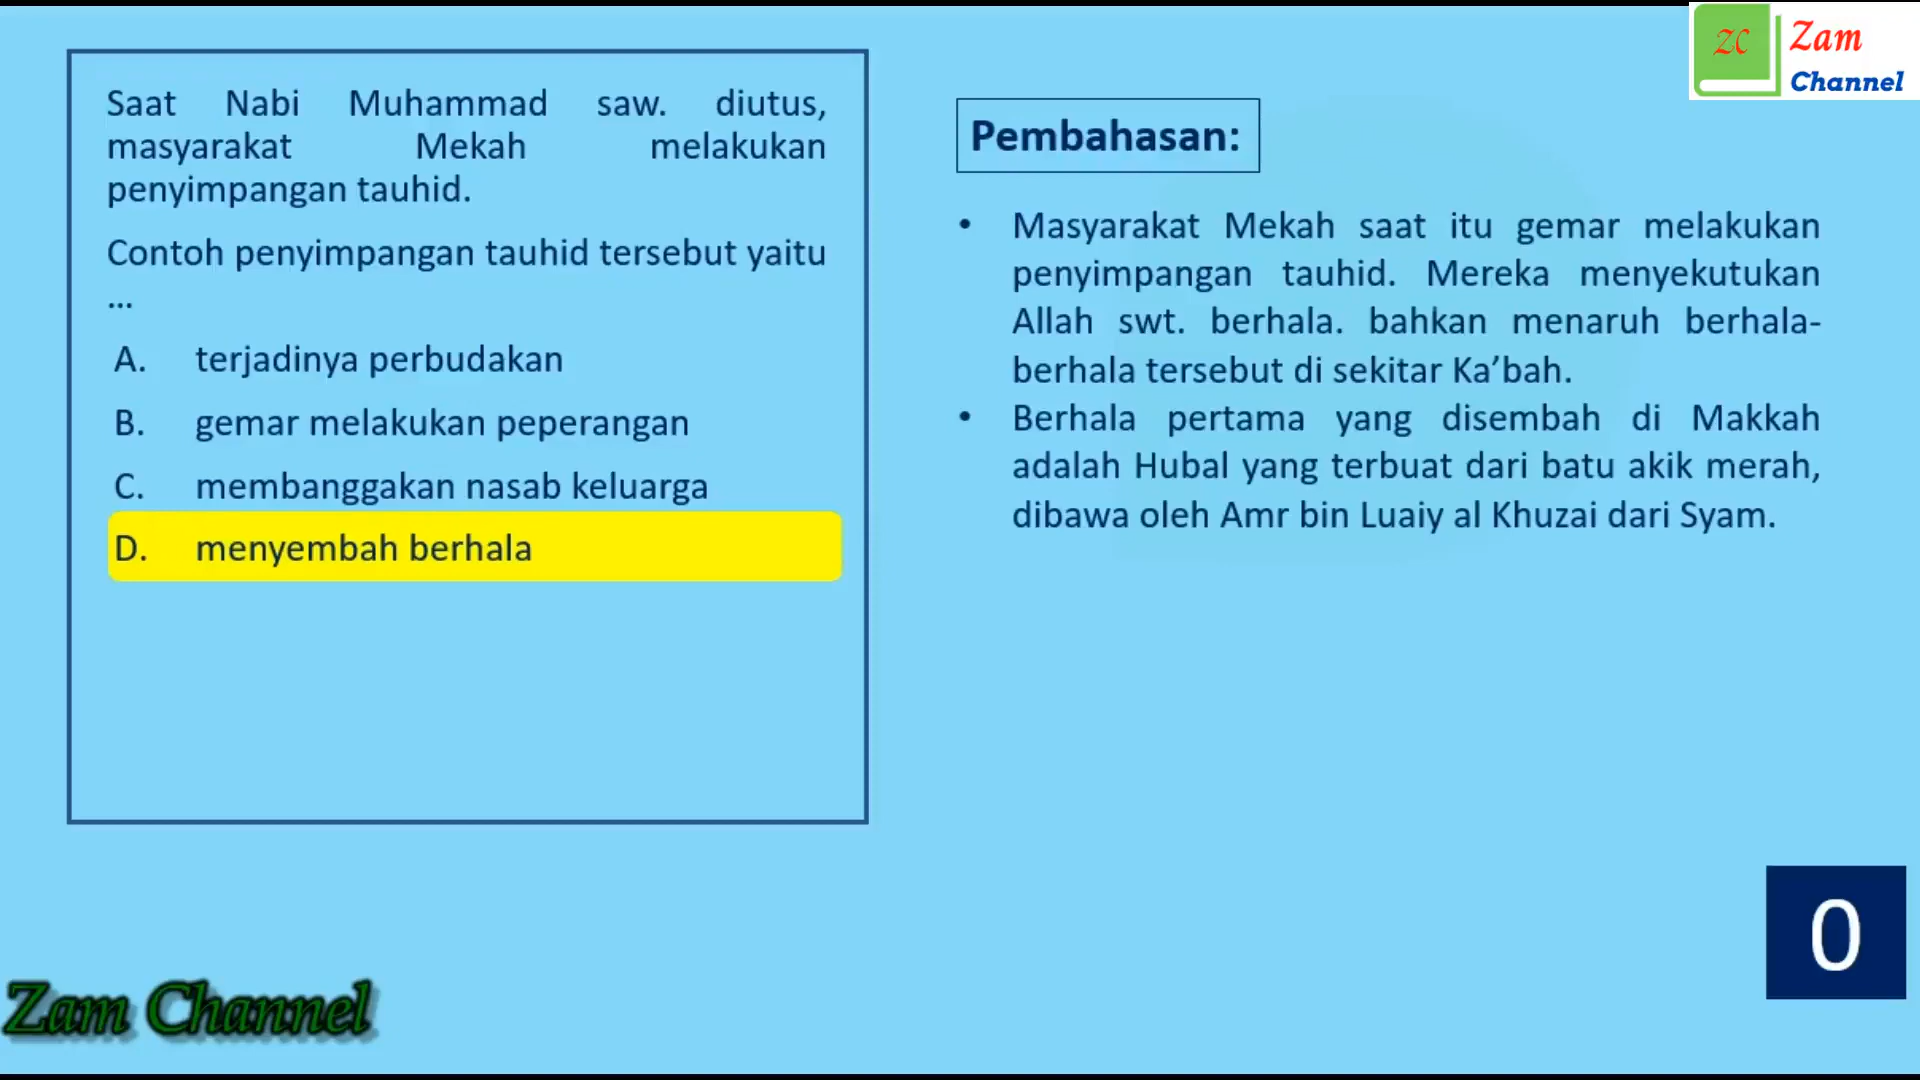 ZC
Zam
Channel
Saat Nabi Muhammad saw. diutus,
masyarakat Mekah melakukan
penyimpangan tauhid.
Contoh penyimpangan tauhid tersebut yaitu
...
A. terjadinya perbudakan
B. gemar melakukan peperangan
C. membanggakan nasab keluarga
D. menyembah berhala
Pembahasan:
• Masyarakat Mekah saat itu gemar melakukan
penyimpangan tauhid. Mereka menyekutukan
Allah swt. berhala. bahkan menaruh berhala-
berhala tersebut di sekitar Ka’bah.
• Berhala pertama yang disembah di Makkah
adalah Hubal yang terbuat dari batu akik merah,
dibawa oleh Amr bin Luaiy al Khuzai dari Syam.
0
Zam Channel